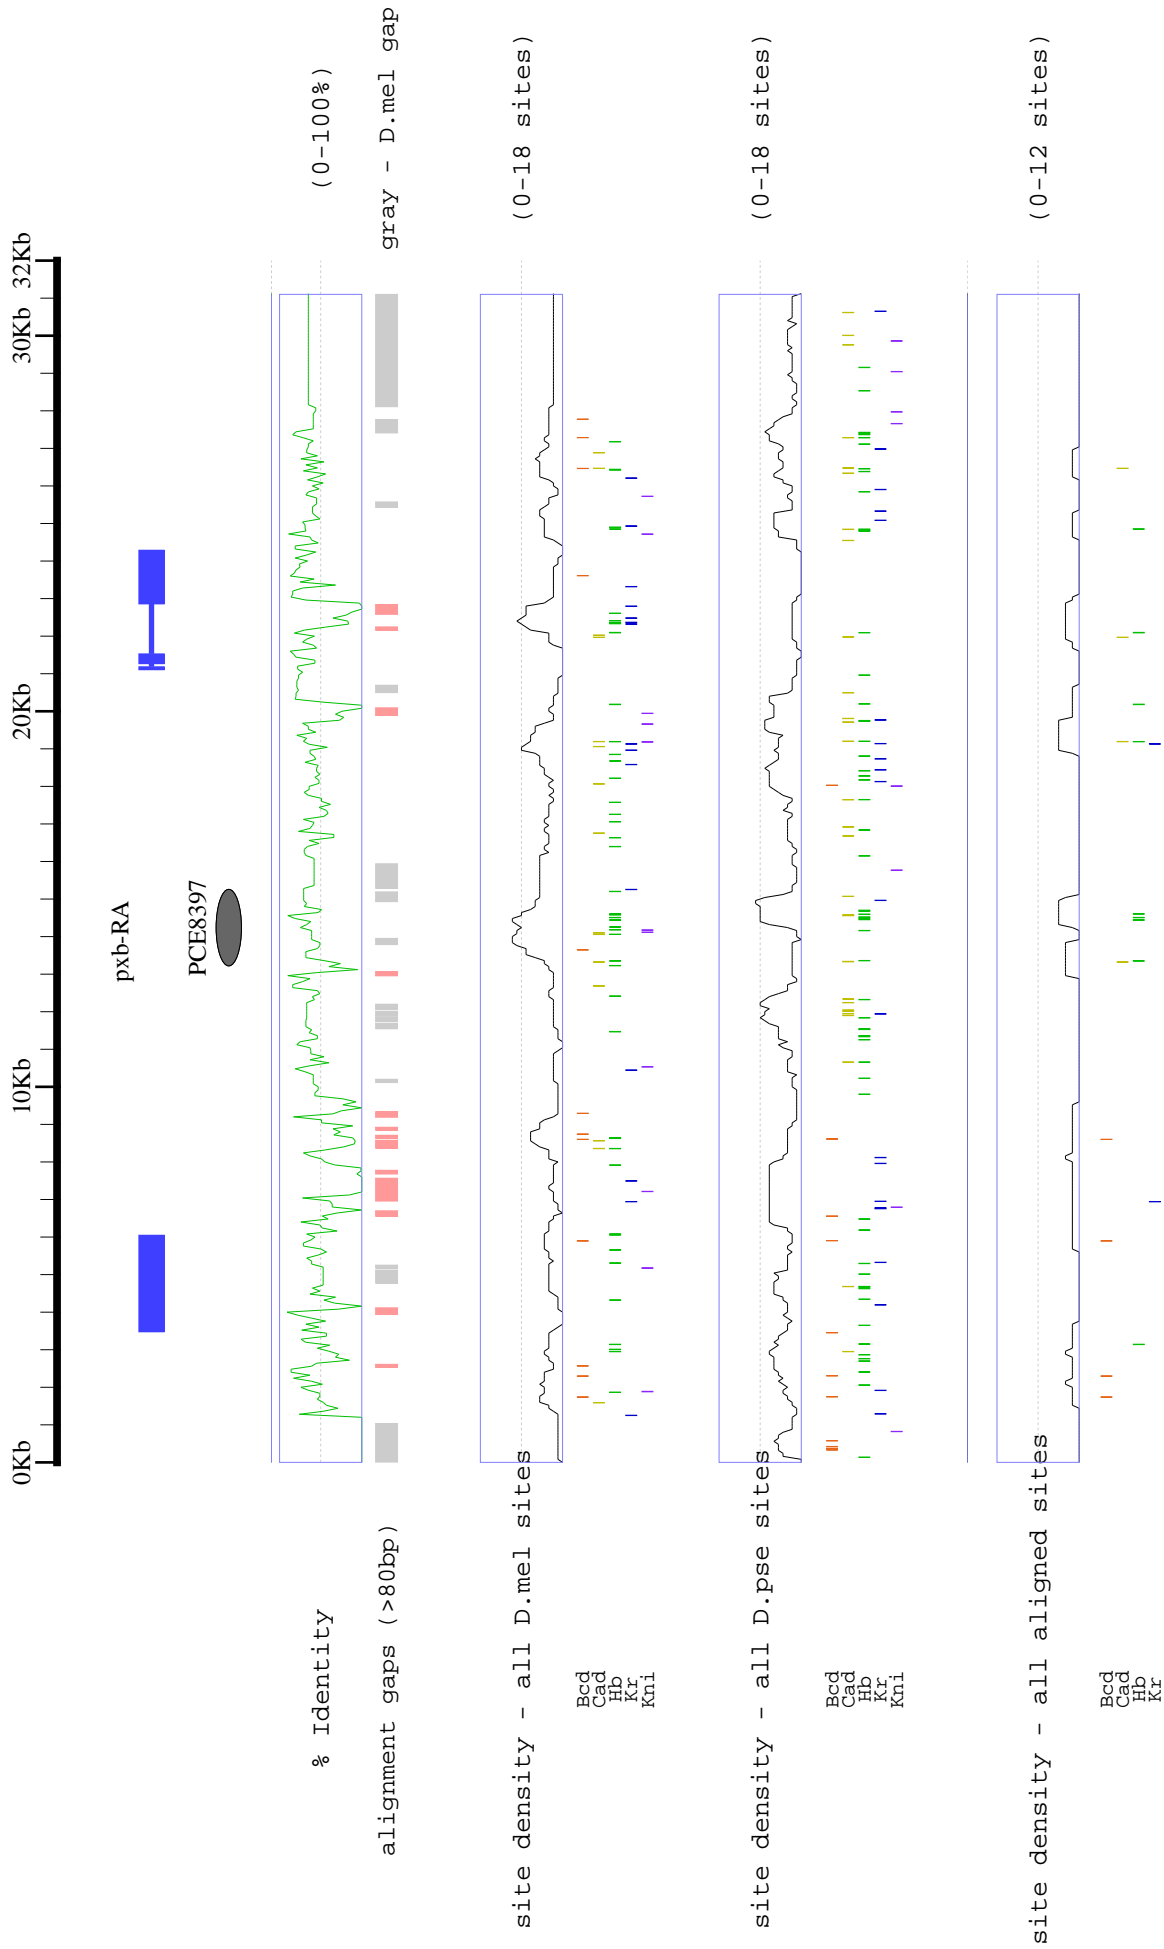 0Kb 10Kb 20Kb 30Kb 32Kb
pxb-RA
PCE8397
% Identity (0-100%)
alignment gaps (>80bp) gray - D.mel gap
site density - all D.mel sites (0-18 sites)
Bcd
Cad
Hb
Kr
Kni
site density - all D.pse sites (0-18 sites)
Bcd
Cad
Hb
Kr
Kni
site density - all aligned sites (0-12 sites)
Bcd
Cad
Hb
Kr